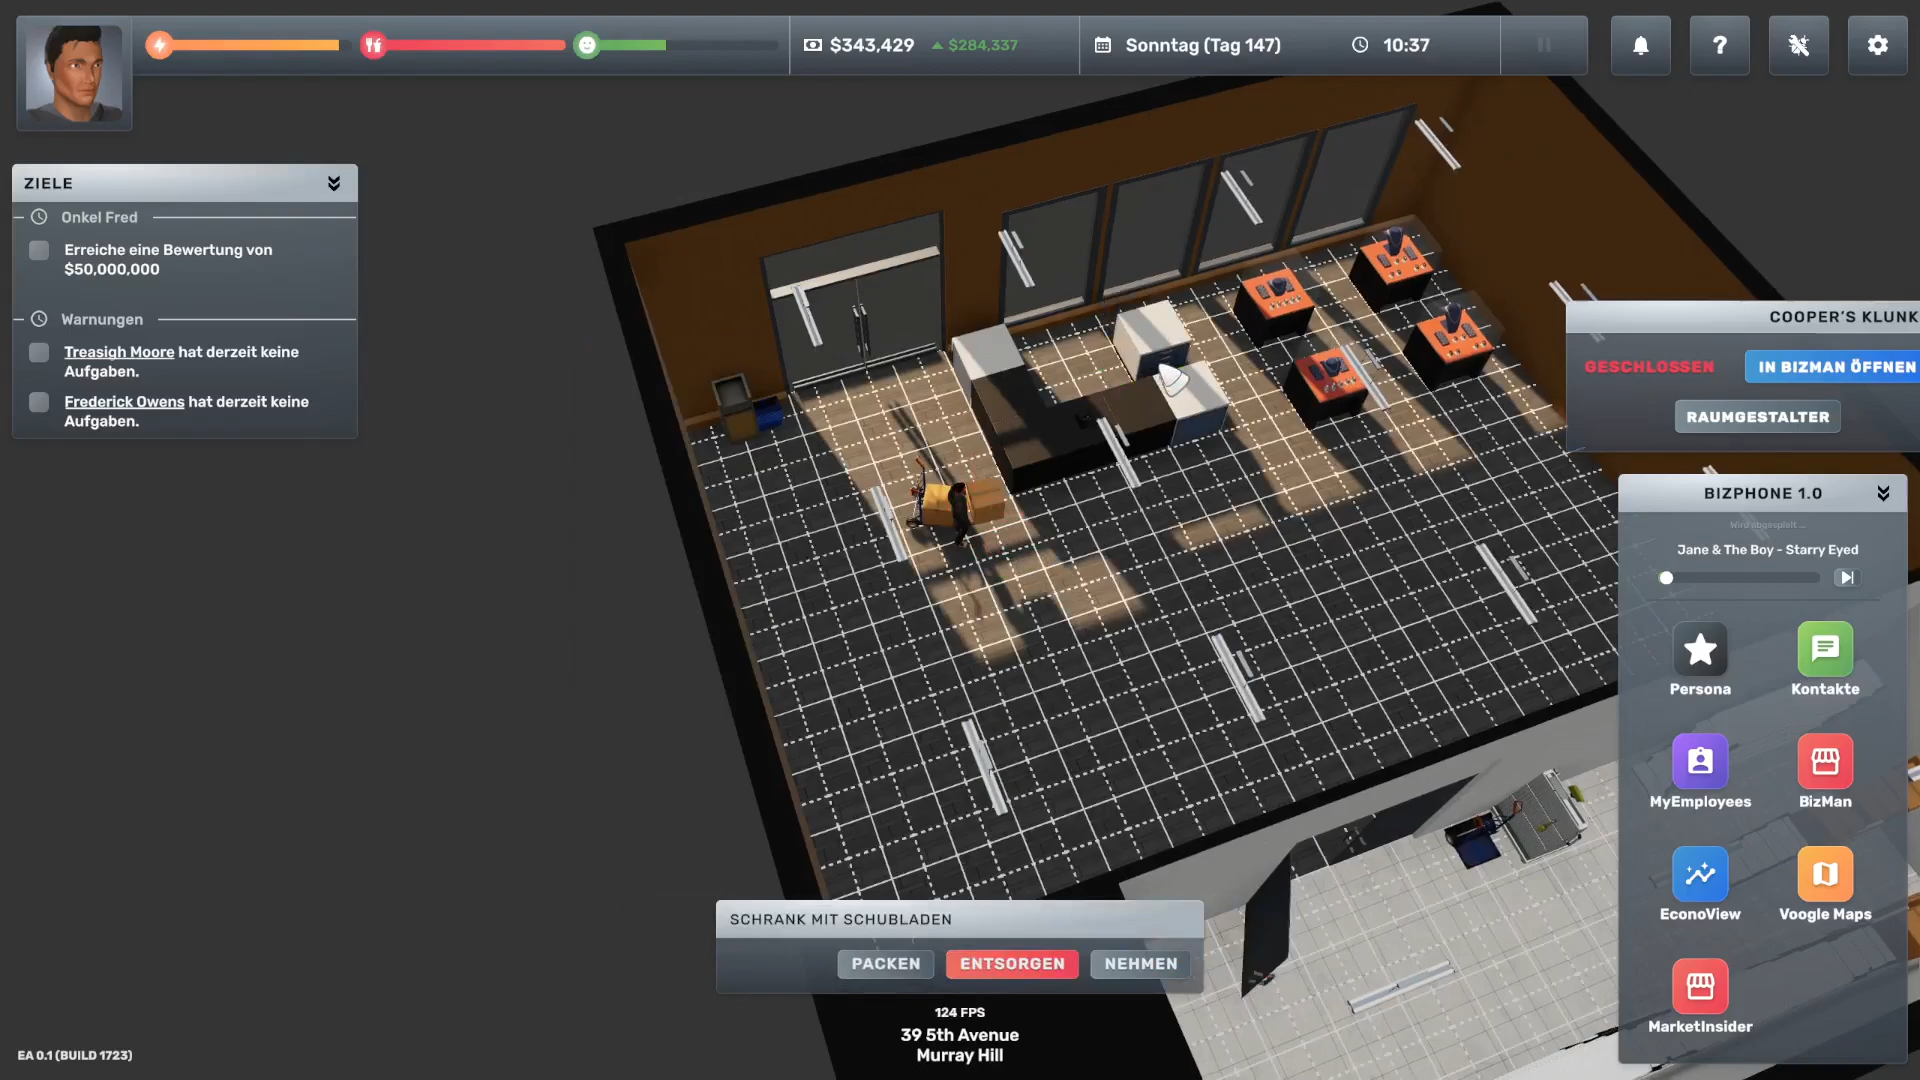 $343,429
$284,337
Sonntag (Tag 147)
10:37
?
ZIELE
Onkel Fred
Erreiche eine Bewertung von
$50,000,000
Warnungen
Treasigh Moore hat derzeit keine
Aufgaben.
Frederick Owens hat derzeit keine
Aufgaben.
COOPER'S KLUNK
GESCHLOSSEN
IN BIZMAN ÖFFNEN
RAUMGESTALTER
BIZPHONE 1.0
Wird abgespielt ...
Jane & The Boy - Starry Eyed
Persona
Kontakte
MyEmployees
BizMan
EconoView
Voogle Maps
MarketInsider
SCHRANK MIT SCHUBLADEN
PACKEN
ENTSORGEN
NEHMEN
124 FPS
39 5th Avenue
Murray Hill
EA 0.1 (BUILD 1723)